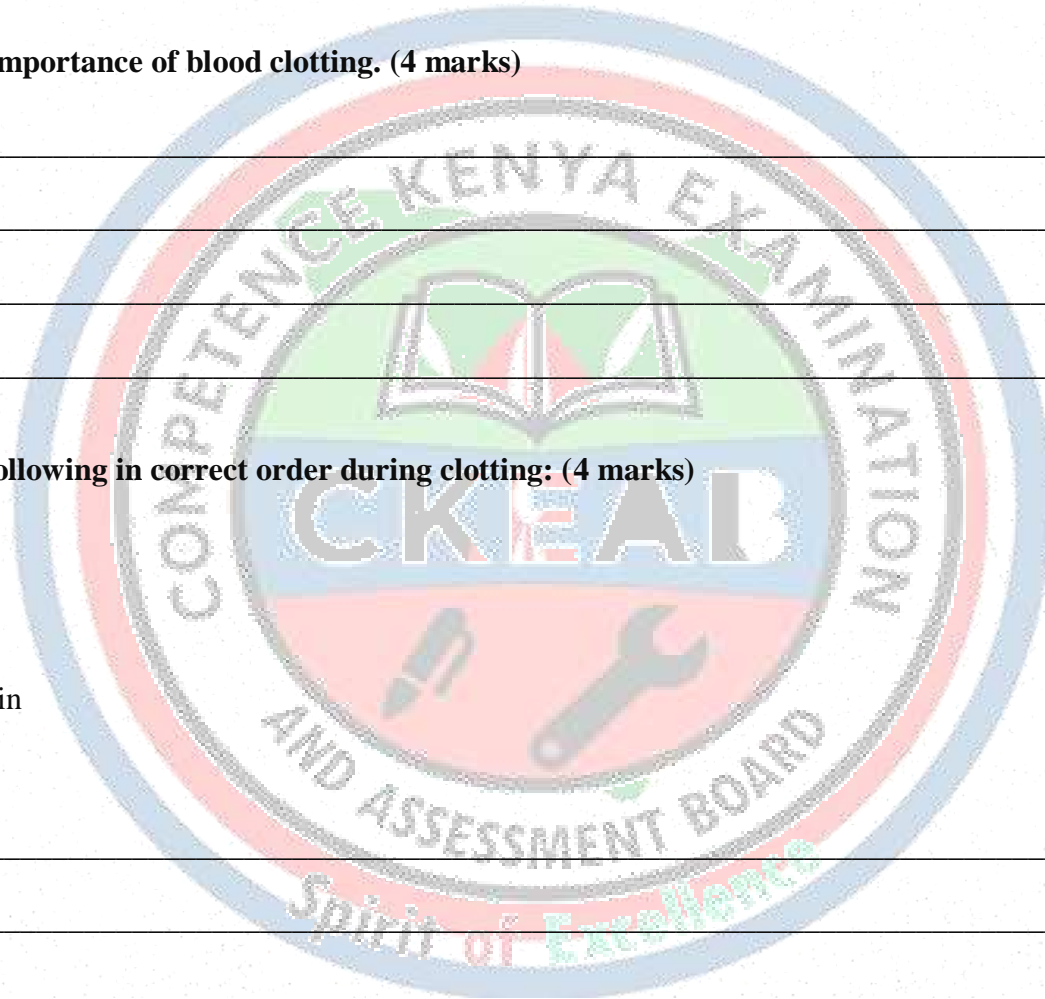 mportance of blood clotting. (4 marks)
ollowing in correct order during clotting: (4 marks)
in
COMPETENCE KENYA EXAMINATION
CKEAB
AND ASSESSMENT BOARD
Spirit of Excellence